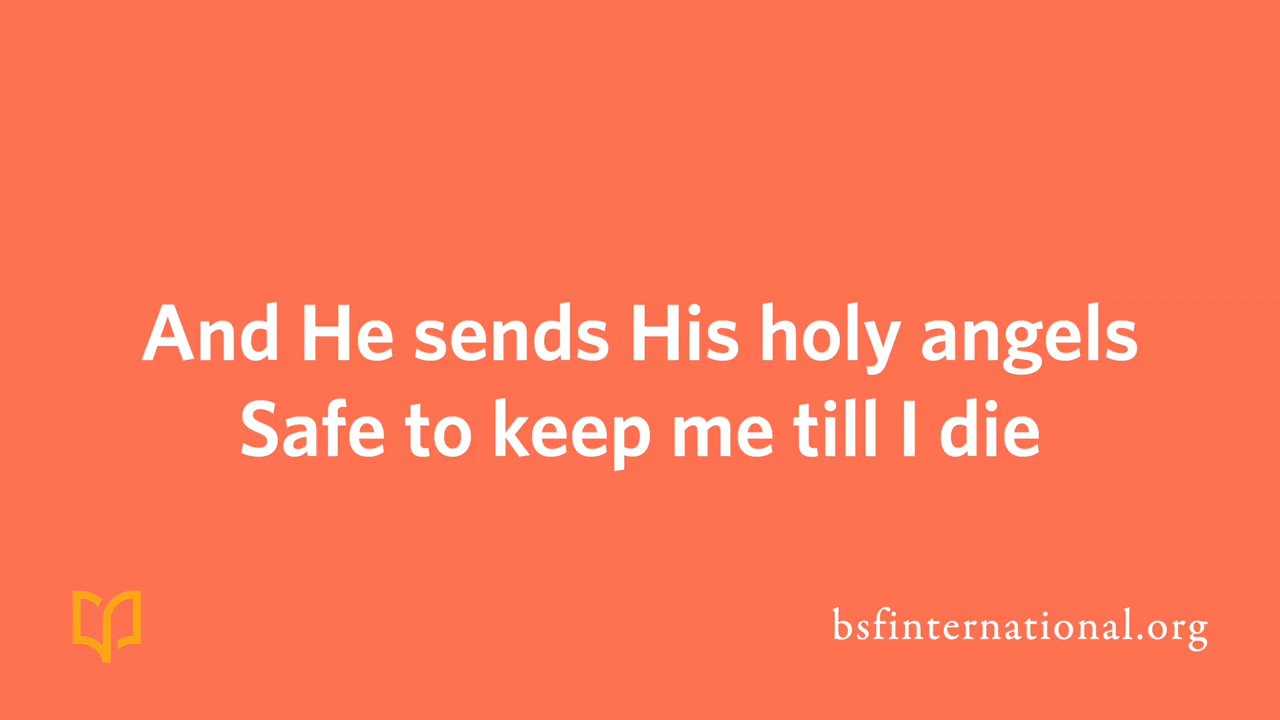 And He sends His holy angels
Safe to keep me till I die
bsfinternational.org